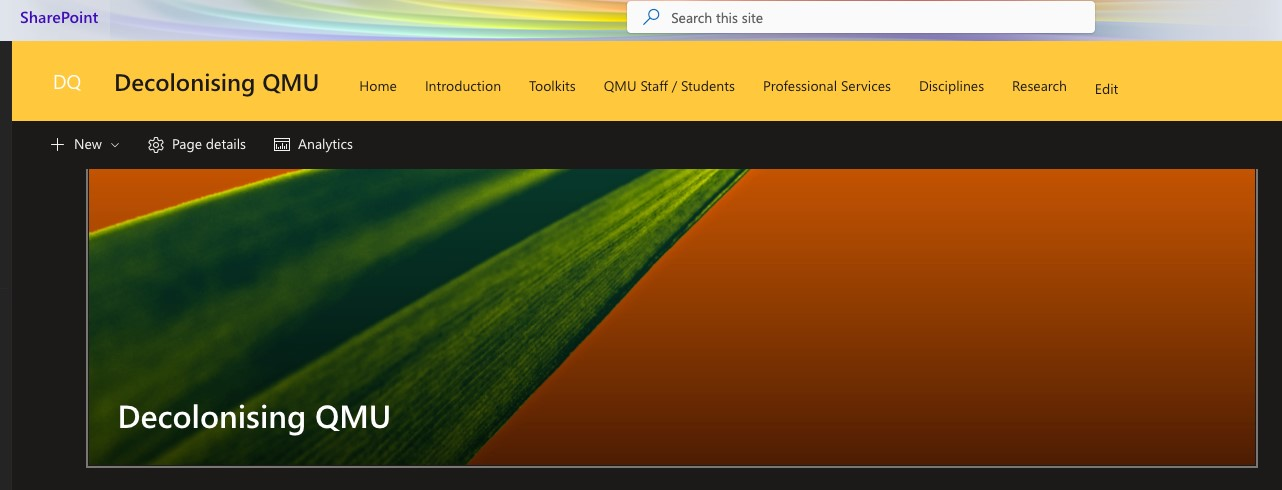 SharePoint
Search this site
DQ
Decolonising QMU
Home Introduction Toolkits QMU Staff / Students Professional Services Disciplines Research Edit
New Page details Analytics
Decolonising QMU